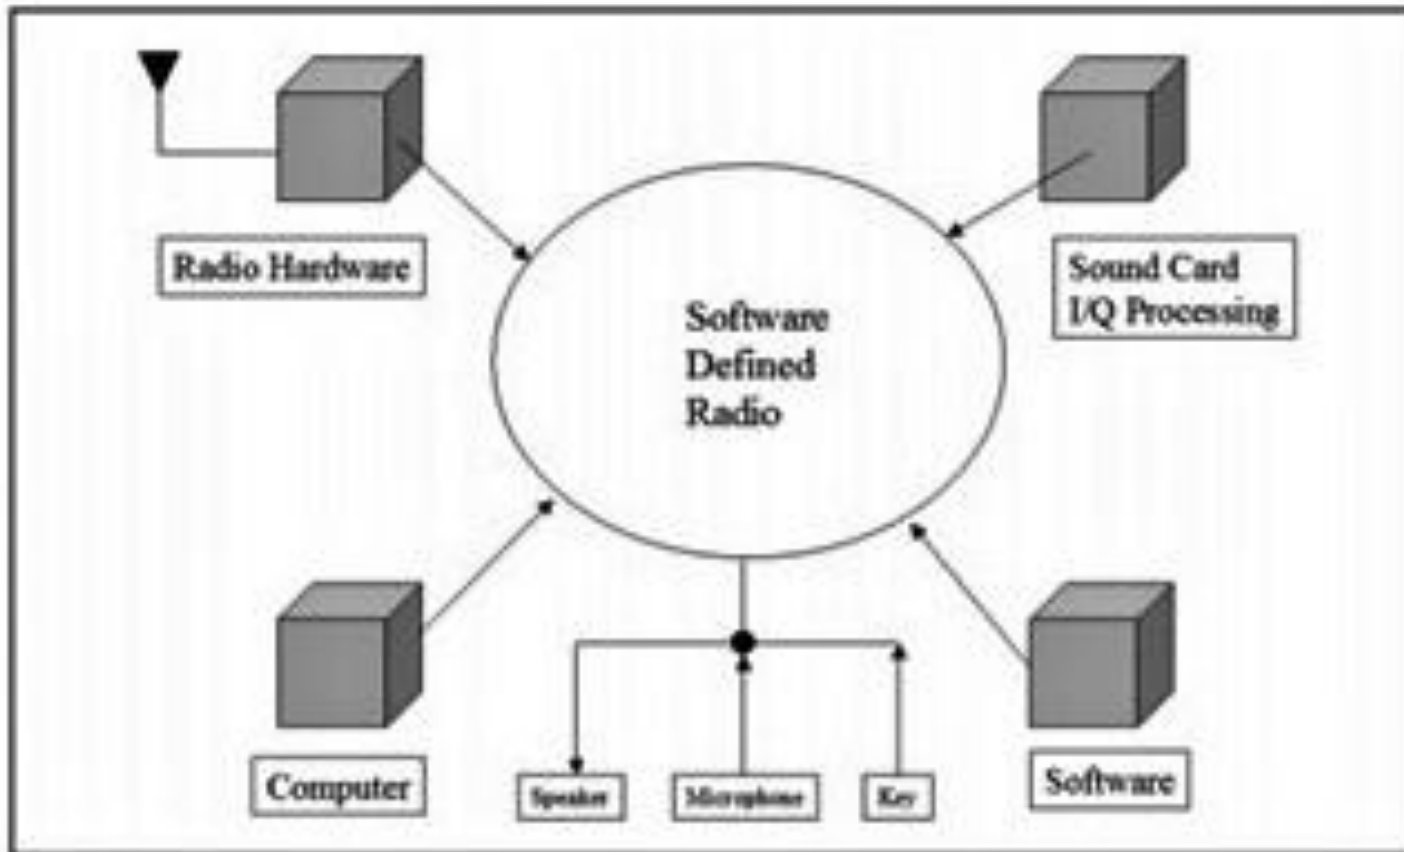 Radio Hardware
Sound Card
I/Q Processing
Software
Defined
Radio
Computer
Speaker
Microphone
Key
Software